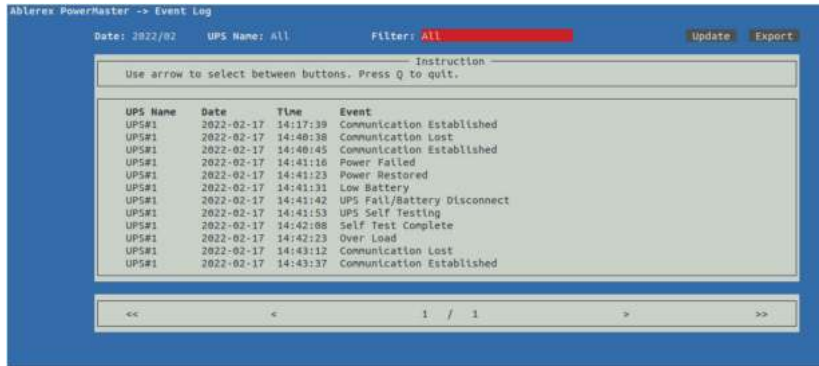 Ablerex PowerMaster -> Event Log
Date: 2022/02 UPS Name: All Filter: All Update Export
Instruction
Use arrow to select between buttons. Press Q to quit.
UPS Name Date Time Event
UPS#1 2022-02-17 14:17:39 Communication Established
UPS#1 2022-02-17 14:40:38 Communication Lost
UPS#1 2022-02-17 14:40:45 Communication Established
UPS#1 2022-02-17 14:41:16 Power Failed
UPS#1 2022-02-17 14:41:23 Power Restored
UPS#1 2022-02-17 14:41:31 Low Battery
UPS#1 2022-02-17 14:41:42 UPS Fail/Battery Disconnect
UPS#1 2022-02-17 14:41:53 UPS Self Testing
UPS#1 2022-02-17 14:42:08 Self Test Complete
UPS#1 2022-02-17 14:42:23 Over Load
UPS#1 2022-02-17 14:43:12 Communication Lost
UPS#1 2022-02-17 14:43:37 Communication Established
<< < 1 / 1 > >>